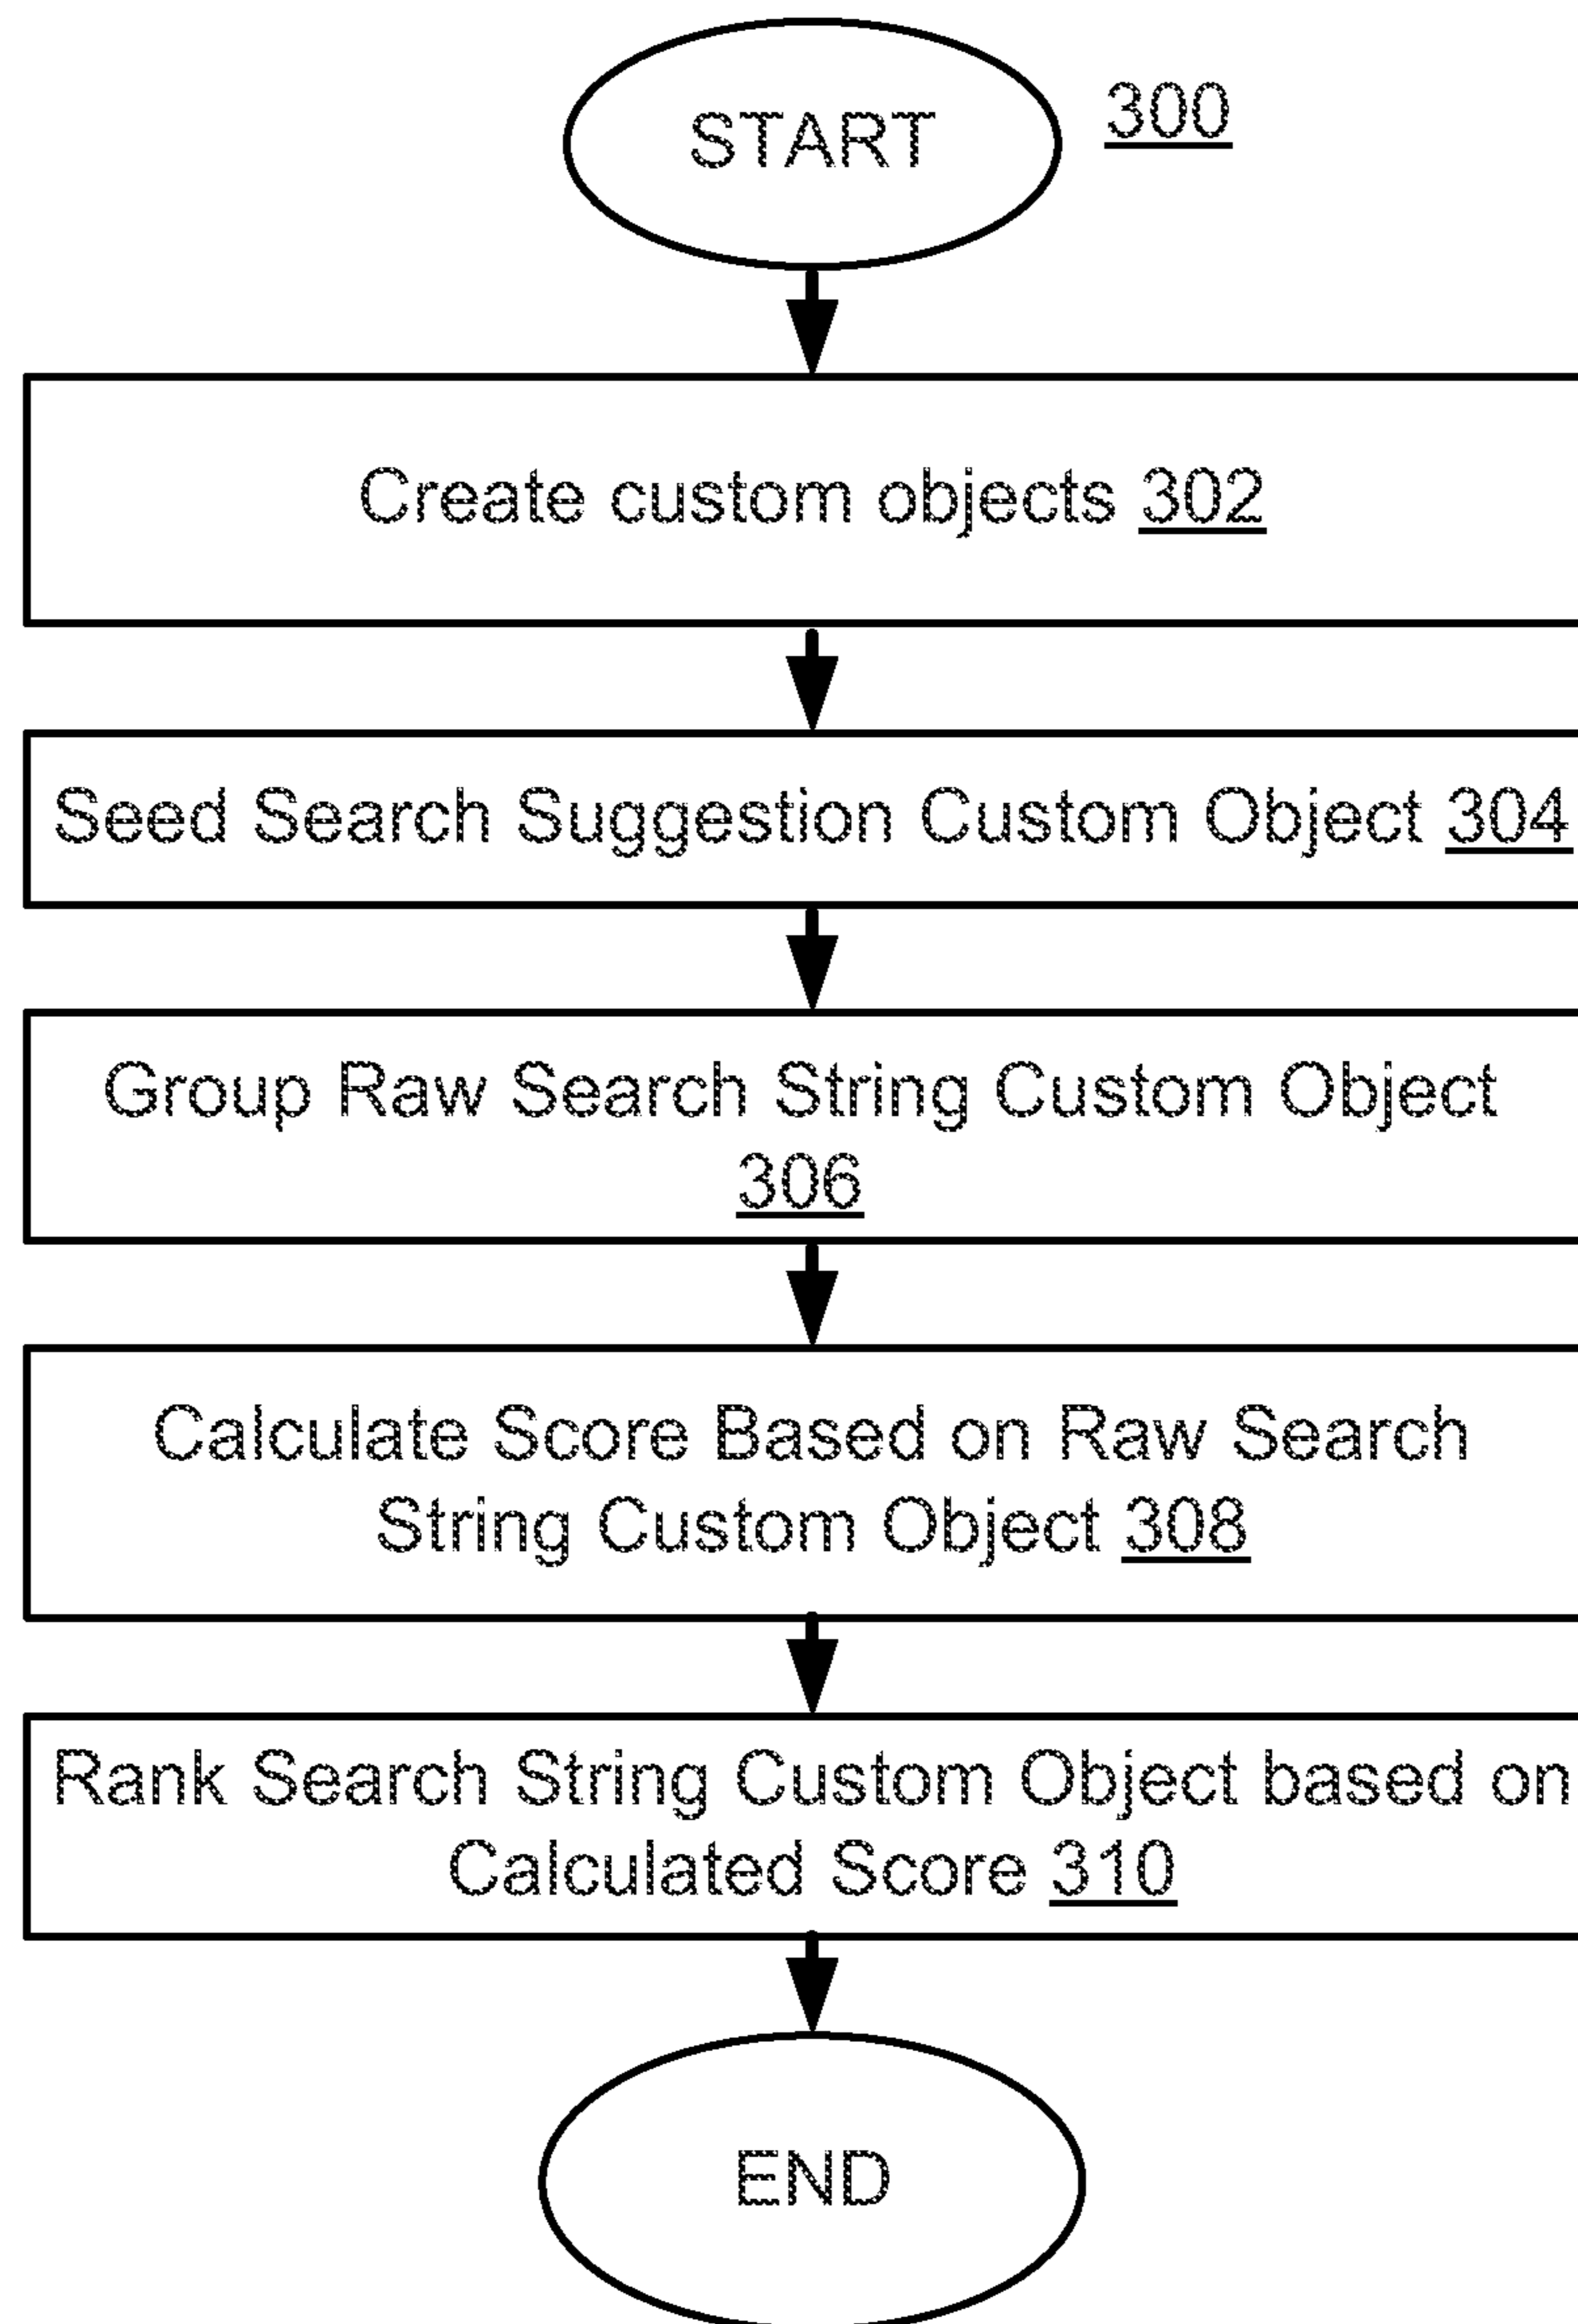 START
300
Create custom objects 302
Seed Search Suggestion Custom Object 304
Group Raw Search String Custom Object
306
Calculate Score Based on Raw Search
String Custom Object 308
Rank Search String Custom Object based on
Calculated Score 310
END